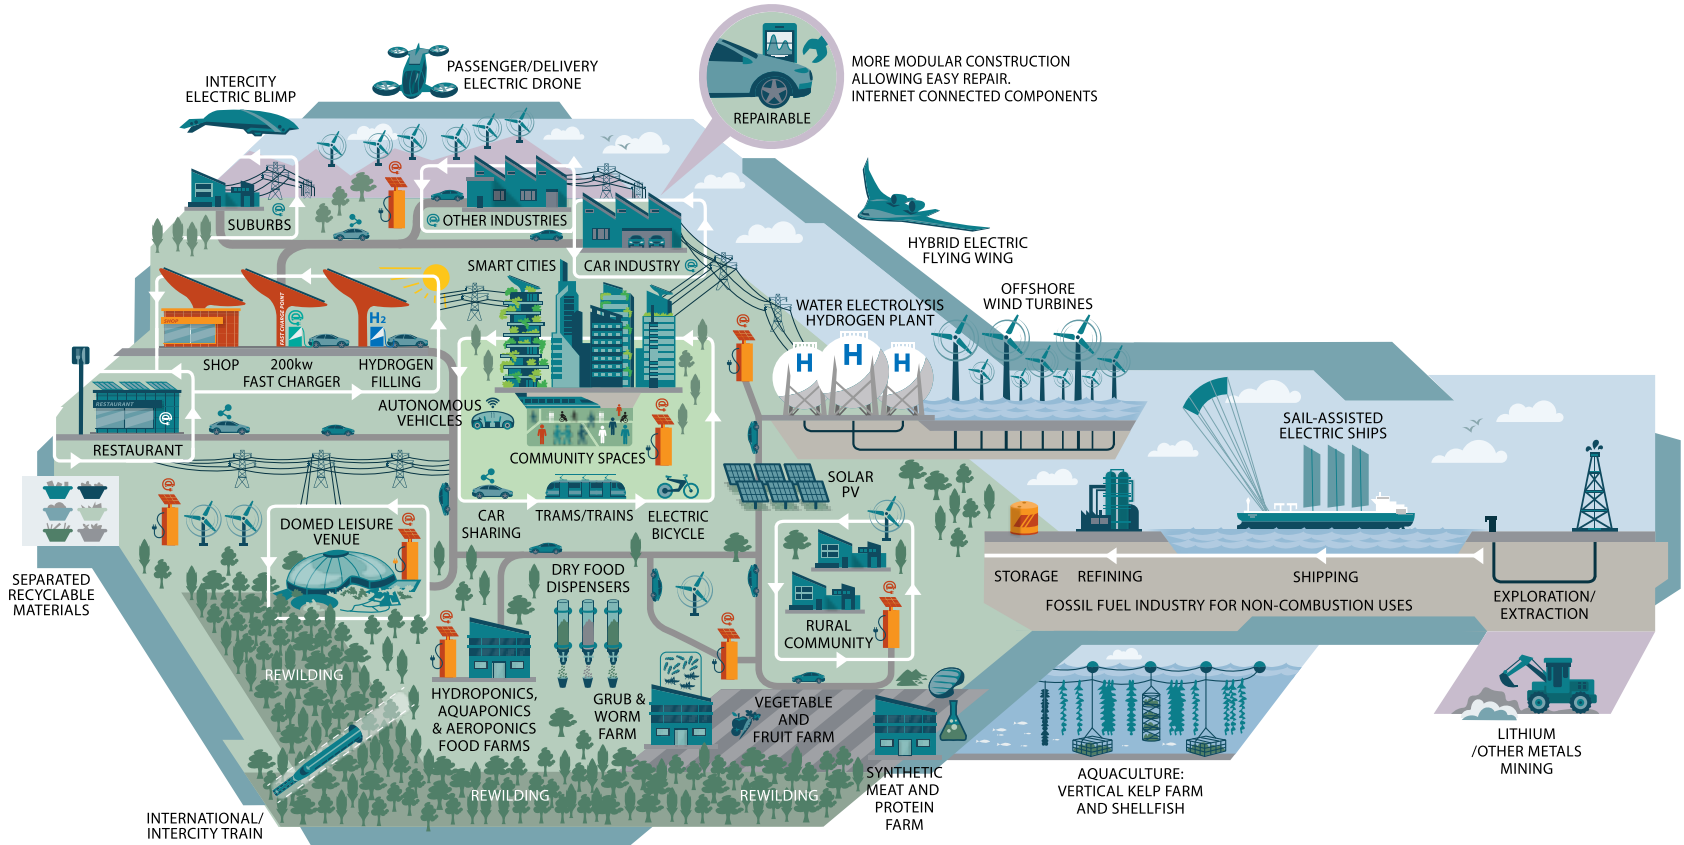 INTERCITY
ELECTRIC BLIMP
PASSENGER/DELIVERY
ELECTRIC DRONE
REPAIRABLE
MORE MODULAR CONSTRUCTION
ALLOWING EASY REPAIR.
INTERNET CONNECTED COMPONENTS
SUBURBS
@
@
@ OTHER INDUSTRIES
SMART CITIES
CAR INDUSTRY @
HYBRID ELECTRIC
FLYING WING
OFFSHORE
WIND TURBINES
WATER ELECTROLYSIS
HYDROGEN PLANT
H
H
H
SHOP
FAST CHARGE POINT
@
H2
SHOP
200kw
FAST CHARGER
HYDROGEN
FILLING
@
RESTAURANT
@
RESTAURANT
AUTONOMOUS
VEHICLES
@
COMMUNITY SPACES
SAIL-ASSISTED
ELECTRIC SHIPS
SOLAR
PV
CAR
SHARING
TRAMS/TRAINS
ELECTRIC
BICYCLE
@
DOMED LEISURE
VENUE
@
SEPARATED
RECYCLABLE
MATERIALS
DRY FOOD
DISPENSERS
RURAL
COMMUNITY
@
STORAGE
REFINING
SHIPPING
FOSSIL FUEL INDUSTRY FOR NON-COMBUSTION USES
EXPLORATION/
EXTRACTION
REWILDING
@
HYDROPONICS,
AQUAPONICS
& AEROPONICS
FOOD FARMS
GRUB &
WORM
FARM
@
VEGETABLE
AND
FRUIT FARM
SYNTHETIC
MEAT AND
PROTEIN
FARM
AQUACULTURE:
VERTICAL KELP FARM
AND SHELLFISH
LITHIUM
/OTHER METALS
MINING
REWILDING
REWILDING
INTERNATIONAL/
INTERCITY TRAIN